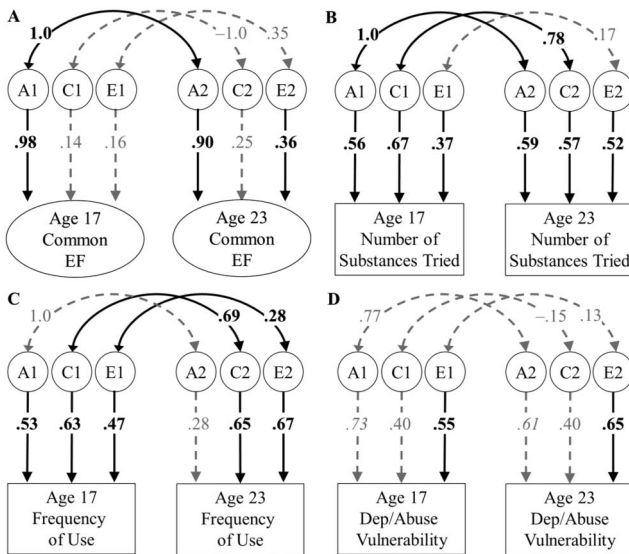 A
1.0
–1.0
.35
A1
C1
E1
A2
C2
E2
.98
.14
.16
.90
.25
.36
Age 17
Common
EF
Age 23
Common
EF
B
1.0
.78
.17
A1
C1
E1
A2
C2
E2
.56
.67
.37
.59
.57
.52
Age 17
Number of
Substances Tried
Age 23
Number of
Substances Tried
C
1.0
.69
.28
A1
C1
E1
A2
C2
E2
.53
.63
.47
.28
.65
.67
Age 17
Frequency
of Use
Age 23
Frequency
of Use
D
.77
–.15
.13
A1
C1
E1
A2
C2
E2
.73
.40
.55
.61
.40
.65
Age 17
Dep/Abuse
Vulnerability
Age 23
Dep/Abuse
Vulnerability